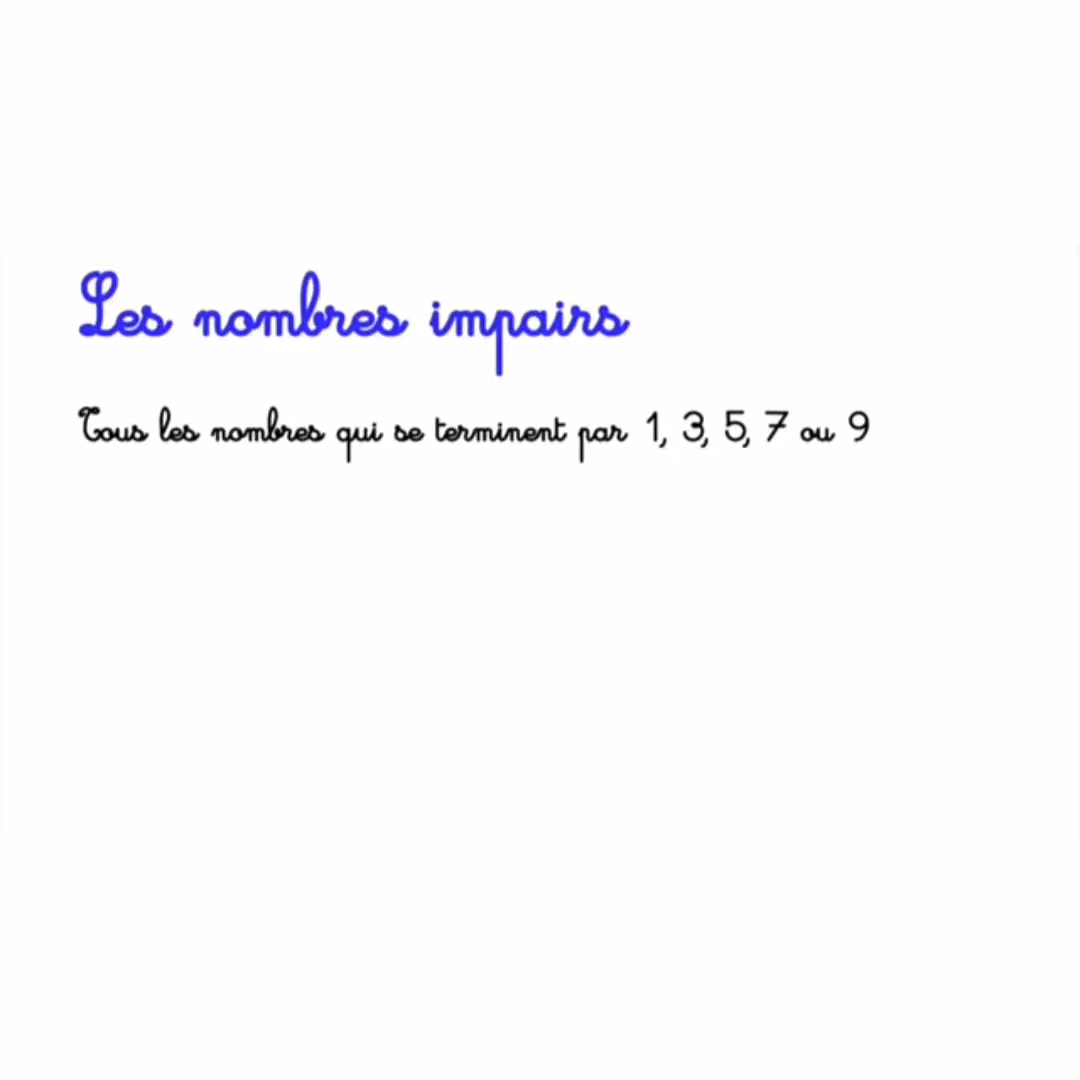 Les nombres impairs
Tous les nombres qui se terminent par 1, 3, 5, 7 ou 9